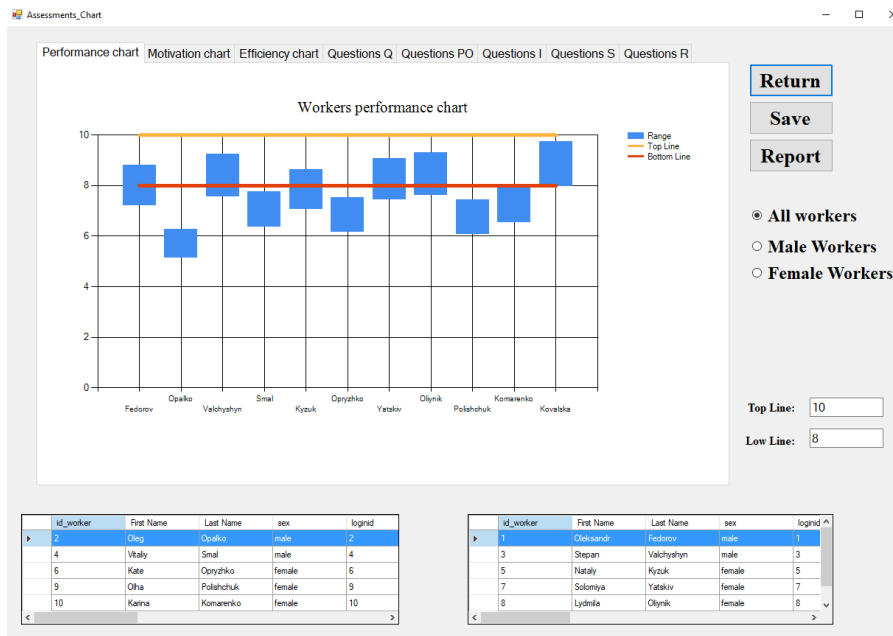 Assessments_Chart
Performance chart Motivation chart Efficiency chart Questions Q Questions PO Questions I Questions S Questions R
Workers performance chart
10
8
6
4
2
0
Fedorov Opalko Valchyshyn Smal Kyzuk Opryzhko Yatskiv Oliynik Polishchuk Komarenko Kovalska
Range
Top Line
Bottom Line
Return
Save
Report
All workers
Male Workers
Female Workers
Top Line: 10
Low Line: 8
id_worker First Name Last Name sex loginid
2 Oleg Opalko male 2
4 Vitaliy Smal male 4
6 Kate Opryzhko female 6
9 Olha Polishchuk female 9
10 Karina Komarenko female 10
id_worker First Name Last Name sex loginid
1 Oleksandr Fedorov male 1
3 Stepan Valchyshyn male 3
5 Nataly Kyzuk female 5
7 Solomiya Yatskiv female 7
8 Lydmila Oliynik female 8